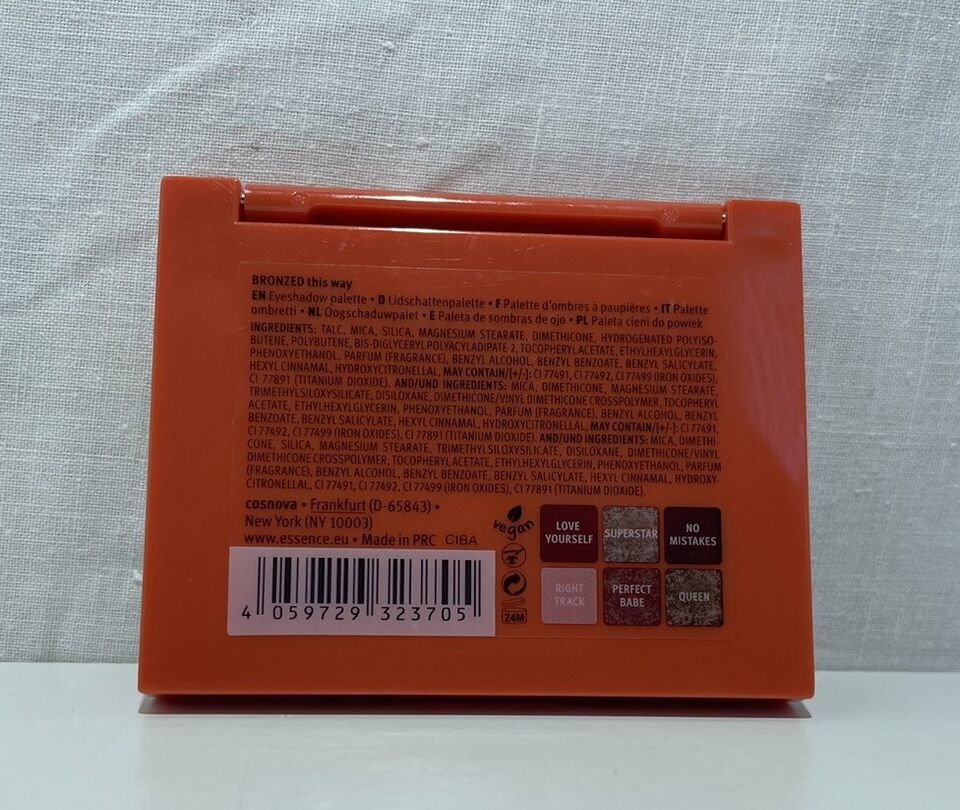 BRONZED this way
EN Eyeshadow palette • D Lidschattenpalette • F Palette d'ombres à paupières • IT Palette
ombretti • NL Oogschaduwpalet • E Paleta de sombras de ojo • PL Paleta cieni do powiek
INGREDIENTS: TALC, MICA, SILICA, MAGNESIUM STEARATE, DIMETHICONE, HYDROGENATED POLYISO-
BUTENE, POLYBUTENE, BIS-DIGLYCERYL POLYACYLADIPATE-2, TOCOPHERYL ACETATE, ETHYLHEXYLGLYCERIN,
PHENOXYETHANOL, PARFUM (FRAGRANCE), BENZYL ALCOHOL, BENZYL BENZOATE, BENZYL SALICYLATE,
HEXYL CINNAMAL, HYDROXYCITRONELLAL, MAY CONTAIN/[+/-]: CI 77491, CI 77492, CI 77499 (IRON OXIDES),
CI 77891 (TITANIUM DIOXIDE). AND/UND INGREDIENTS: MICA, DIMETHICONE, MAGNESIUM STEARATE,
TRIMETHYLSILOXYSILICATE, DISILOXANE, DIMETHICONE/VINYL DIMETHICONE CROSSPOLYMER, TOCOPHERYL
ACETATE, ETHYLHEXYLGLYCERIN, PHENOXYETHANOL, PARFUM (FRAGRANCE), BENZYL ALCOHOL, BENZYL
BENZOATE, BENZYL SALICYLATE, HEXYL CINNAMAL, HYDROXYCITRONELLAL, MAY CONTAIN/[+/-]: CI 77491,
CI 77492, CI 77499 (IRON OXIDES), CI 77891 (TITANIUM DIOXIDE). AND/UND INGREDIENTS: MICA, DIMETHI-
CONE, SILICA, MAGNESIUM STEARATE, TRIMETHYLSILOXYSILICATE, DISILOXANE, DIMETHICONE/VINYL
DIMETHICONE CROSSPOLYMER, TOCOPHERYL ACETATE, ETHYLHEXYLGLYCERIN, PHENOXYETHANOL, PARFUM
(FRAGRANCE), BENZYL ALCOHOL, BENZYL BENZOATE, BENZYL SALICYLATE, HEXYL CINNAMAL, HYDROXY-
CITRONELLAL, CI 77491, CI 77492, CI 77499 (IRON OXIDES), CI 77891 (TITANIUM DIOXIDE).
cosnova • Frankfurt (D-65843) •
New York (NY 10003)
www.essence.eu • Made in PRC CIBA
4 059729 323705
vegan
24M
LOVE
YOURSELF
SUPERSTAR
NO
MISTAKES
RIGHT
TRACK
PERFECT
BABE
QUEEN